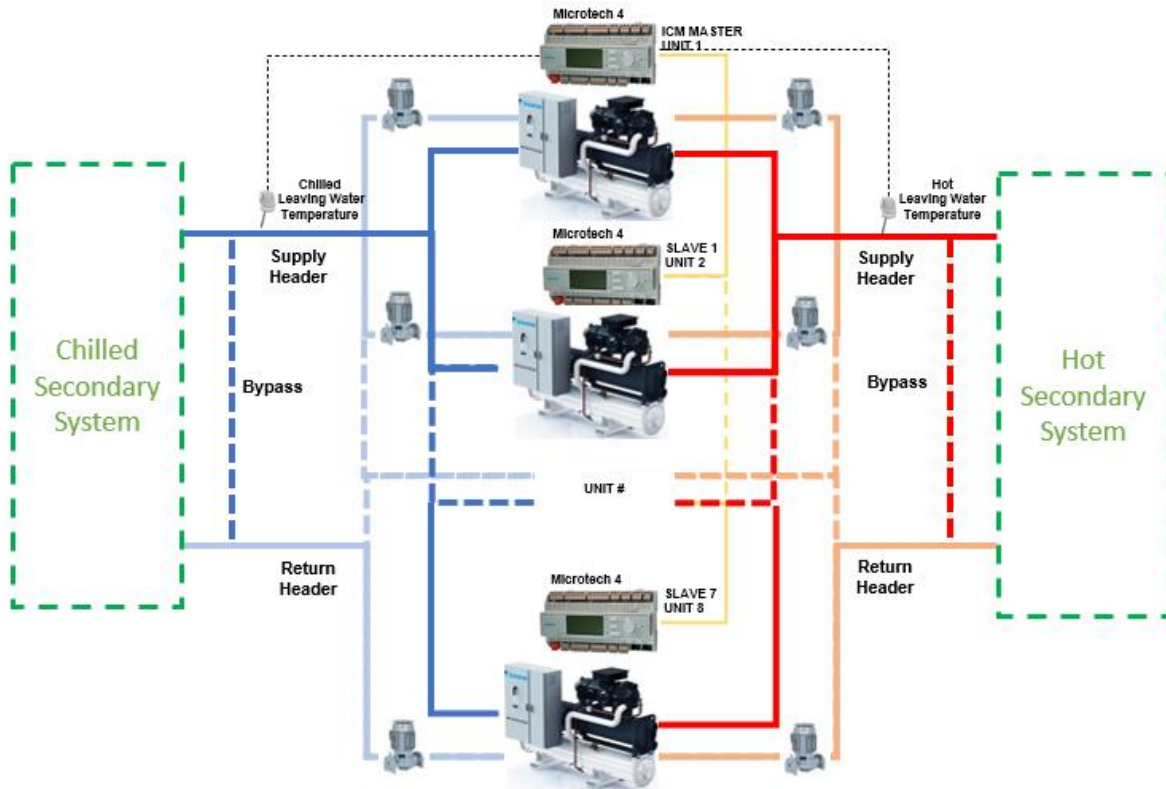 Microtech 4
ICM MASTER
UNIT 1
Chilled
Leaving Water
Temperature
Hot
Leaving Water
Temperature
Microtech 4
SLAVE 1
UNIT 2
Supply
Header
Supply
Header
Chilled
Secondary
System
Bypass
Bypass
Hot
Secondary
System
UNIT #
Return
Header
Microtech 4
SLAVE 7
UNIT 8
Return
Header